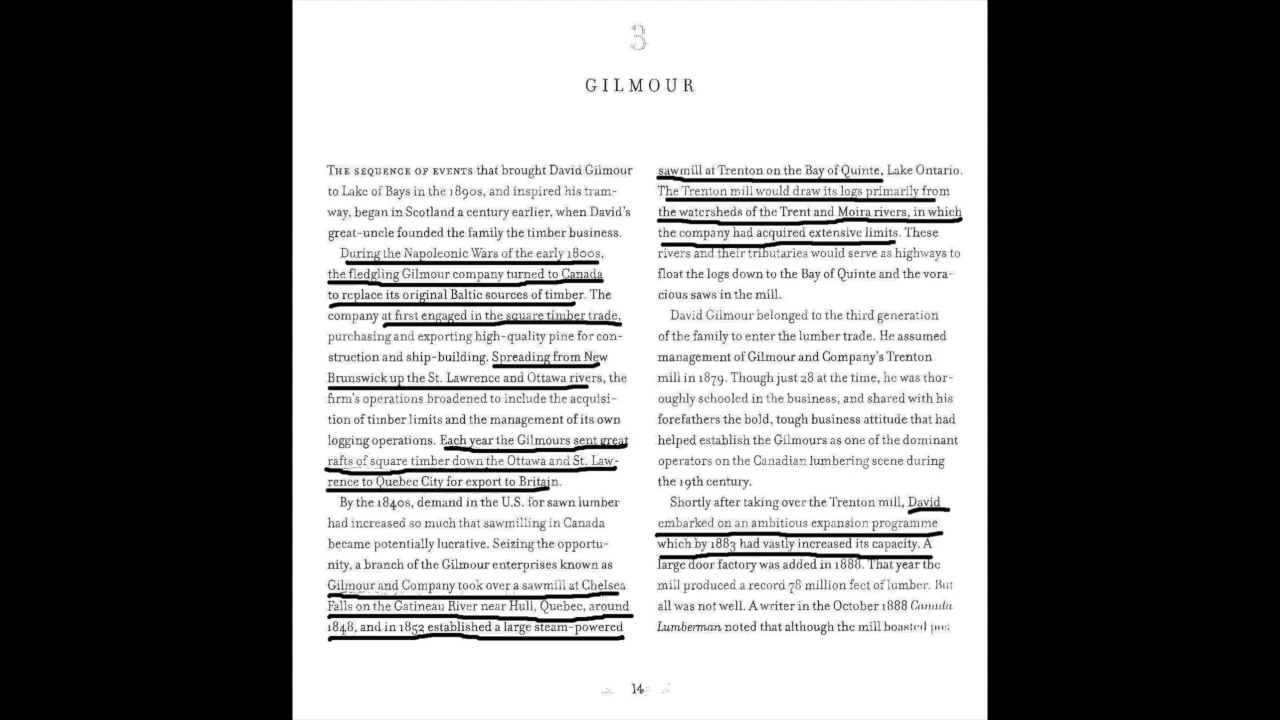 3
GILMOUR
THE SEQUENCE OF EVENTS that brought David Gilmour
to Lake of Bays in the 1890s, and inspired his tram-
way, began in Scotland a century earlier, when David's
great-uncle founded the family the timber business.
During the Napoleonic Wars of the early 1800s,
the fledgling Gilmour company turned to Canada
to replace its original Baltic sources of timber. The
company at first engaged in the square timber trade,
purchasing and exporting high-quality pine for con-
struction and ship-building. Spreading from New
Brunswick up the St. Lawrence and Ottawa rivers, the
firm's operations broadened to include the acquisi-
tion of timber limits and the management of its own
logging operations. Each year the Gilmours sent great
rafts of square timber down the Ottawa and St. Law-
rence to Quebec City for export to Britain.
By the 1840s, demand in the U.S. for sawn lumber
had increased so much that sawmilling in Canada
became potentially lucrative. Seizing the opportu-
nity, a branch of the Gilmour enterprises known as
Gilmour and Company took over a sawmill at Chelsea
Falls on the Gatineau River near Hull, Quebec, around
1848, and in 1852 established a large steam-powered
sawmill at Trenton on the Bay of Quinte, Lake Ontario.
The Trenton mill would draw its logs primarily from
the watersheds of the Trent and Moira rivers, in which
the company had acquired extensive limits. These
rivers and their tributaries would serve as highways to
float the logs down to the Bay of Quinte and the vora-
cious saws in the mill.
David Gilmour belonged to the third generation
of the family to enter the lumber trade. He assumed
management of Gilmour and Company's Trenton
mill in 1879. Though just 28 at the time, he was thor-
oughly schooled in the business, and shared with his
forefathers the bold, tough business attitude that had
helped establish the Gilmours as one of the dominant
operators on the Canadian lumbering scene during
the 19th century.
Shortly after taking over the Trenton mill, David
embarked on an ambitious expansion programme
which by 1883 had vastly increased its capacity. A
large door factory was added in 1888. That year the
mill produced a record 78 million feet of lumber. But
all was not well. A writer in the October 1888 Canada
Lumberman noted that although the mill boasted
14